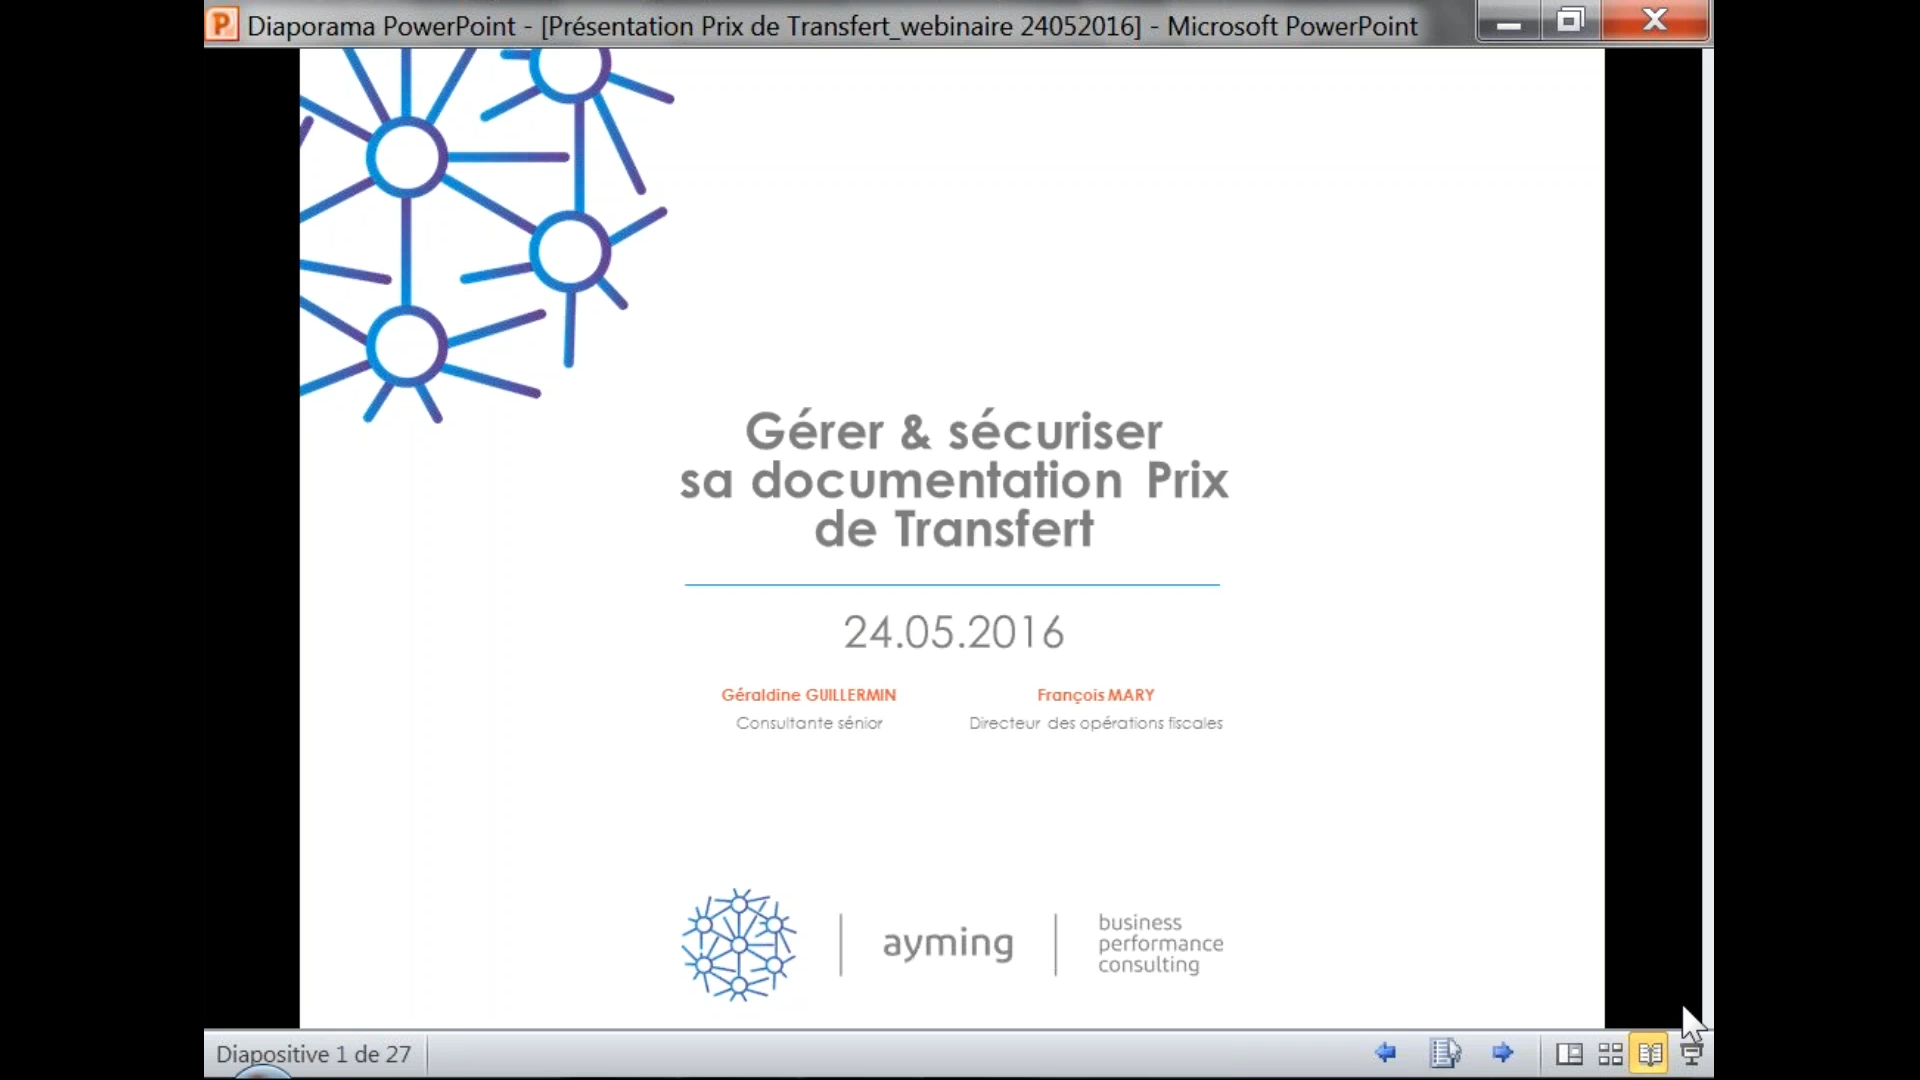 Diaporama PowerPoint - [Présentation Prix de Transfert_webinaire 24052016] - Microsoft PowerPoint
Gérer & sécuriser
sa documentation Prix
de Transfert
24.05.2016
Géraldine GUILLERMIN
Consultante sénior
François MARY
Directeur des opérations fiscales
ayming
business
performance
consulting
Diapositive 1 de 27